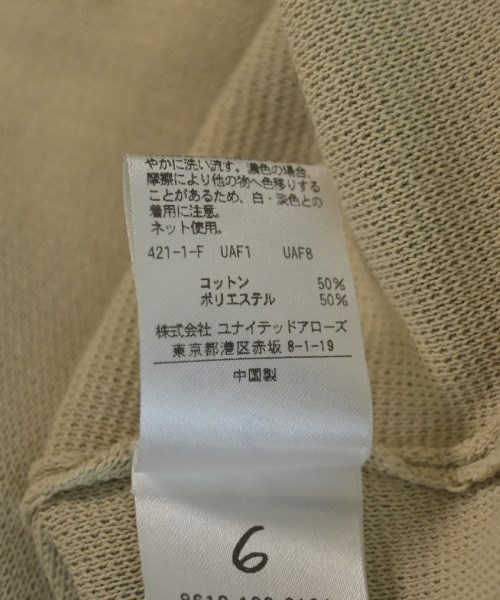 やかに洗い流す。濃色の場合、
摩擦により他の物へ色移りする
ことがあるため、白・淡色との
着用に注意。
ネット使用。
421-1-F UAF1 UAF8
コットン 50%
ポリエステル 50%
株式会社 ユナイテッドアローズ
東京都港区赤坂 8-1-19
中国製
6